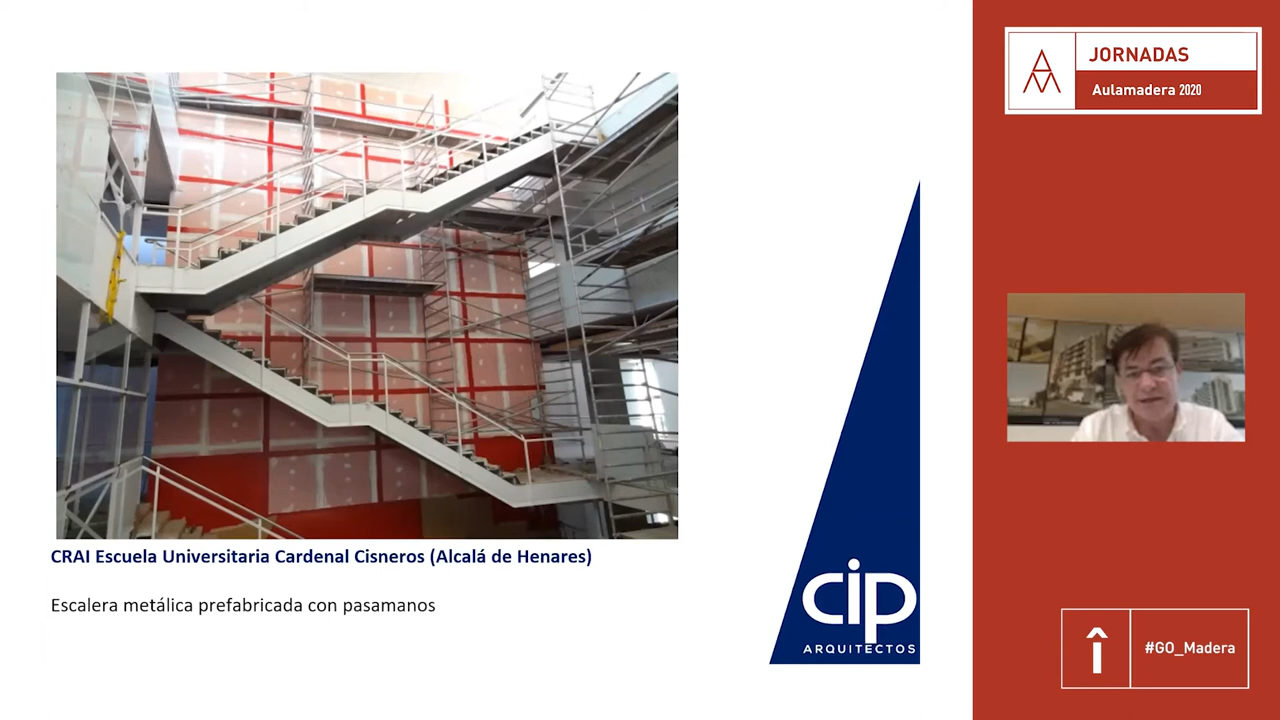 JORNADAS
Aulamadera 2020
CRAI Escuela Universitaria Cardenal Cisneros (Alcalá de Henares)
Escalera metálica prefabricada con pasamanos
cip
ARQUITECTOS
#GO_Madera